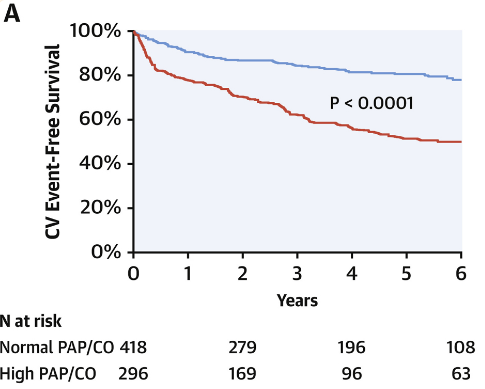 A
CV Event-Free Survival
100%
80%
60%
40%
20%
0%
P < 0.0001
0 1 2 3 4 5 6
Years
N at risk
Normal PAP/CO 418 279 196 108
High PAP/CO 296 169 96 63